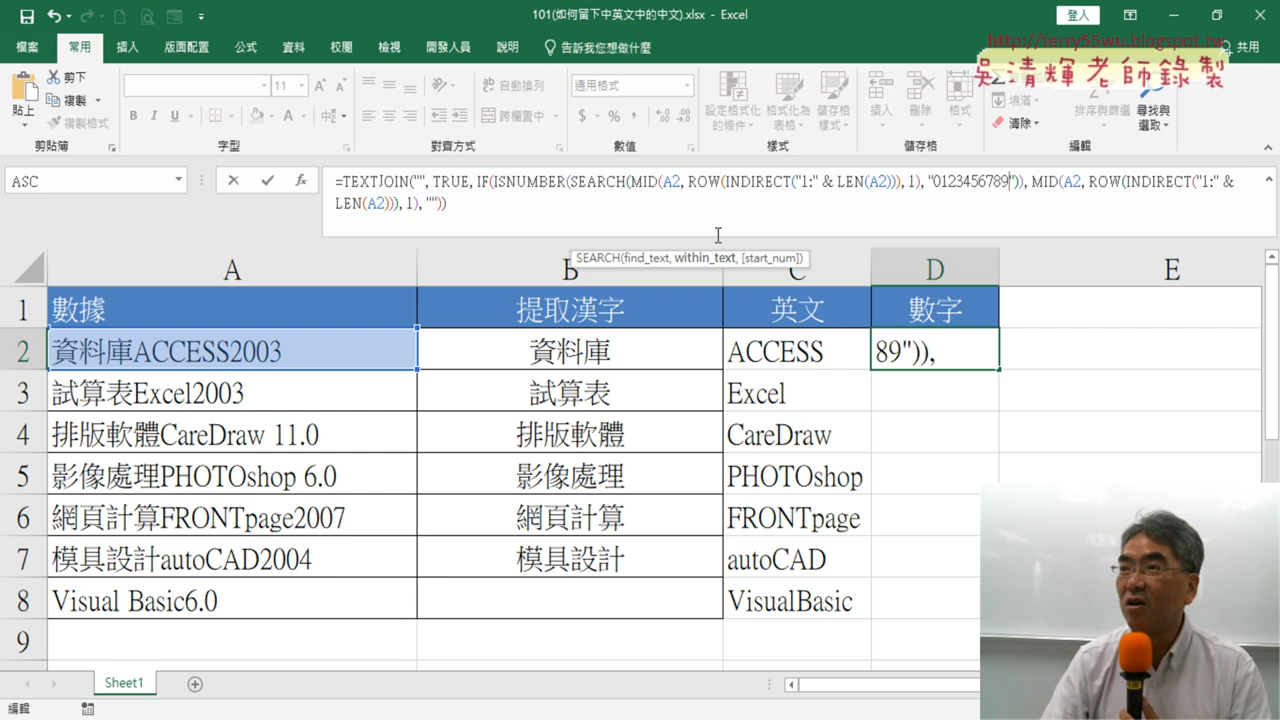 101(如何留下中英文中的中文).xlsx - Excel
登入
檔案 常用 插入 版面配置 公式 資料 校閱 檢視 開發人員 說明 告訴我您想做什麼 共用
http://terry55wu.blogspot.tw
吳清輝老師錄製
貼上 剪下 複製 複製格式
11 A A 自動換列 通用格式
B I U A 中 跨欄置中 $ %
設定格式化的條件 格式化為表格 儲存格樣式 插入 刪除 格式
填滿 清除 排序與篩選 尋找與選取
剪貼簿 字型 對齊方式 數值 樣式 儲存格 編輯
ASC fx
=TEXTJOIN("", TRUE, IF(ISNUMBER(SEARCH(MID(A2, ROW(INDIRECT("1:" & LEN(A2))), 1), "0123456789")), MID(A2, ROW(INDIRECT("1:" &
LEN(A2))), 1), ""))
SEARCH(find_text, within_text, [start_num])
A B C D E
1 數據 提取漢字 英文 數字
2 資料庫ACCESS2003 資料庫 ACCESS 89")),
3 試算表Excel2003 試算表 Excel
4 排版軟體CareDraw 11.0 排版軟體 CareDraw
5 影像處理PHOTOshop 6.0 影像處理 PHOTOshop
6 網頁計算FRONTpage2007 網頁計算 FRONTpage
7 模具設計autoCAD2004 模具設計 autoCAD
8 Visual Basic6.0 VisualBasic
9
Sheet1
編輯